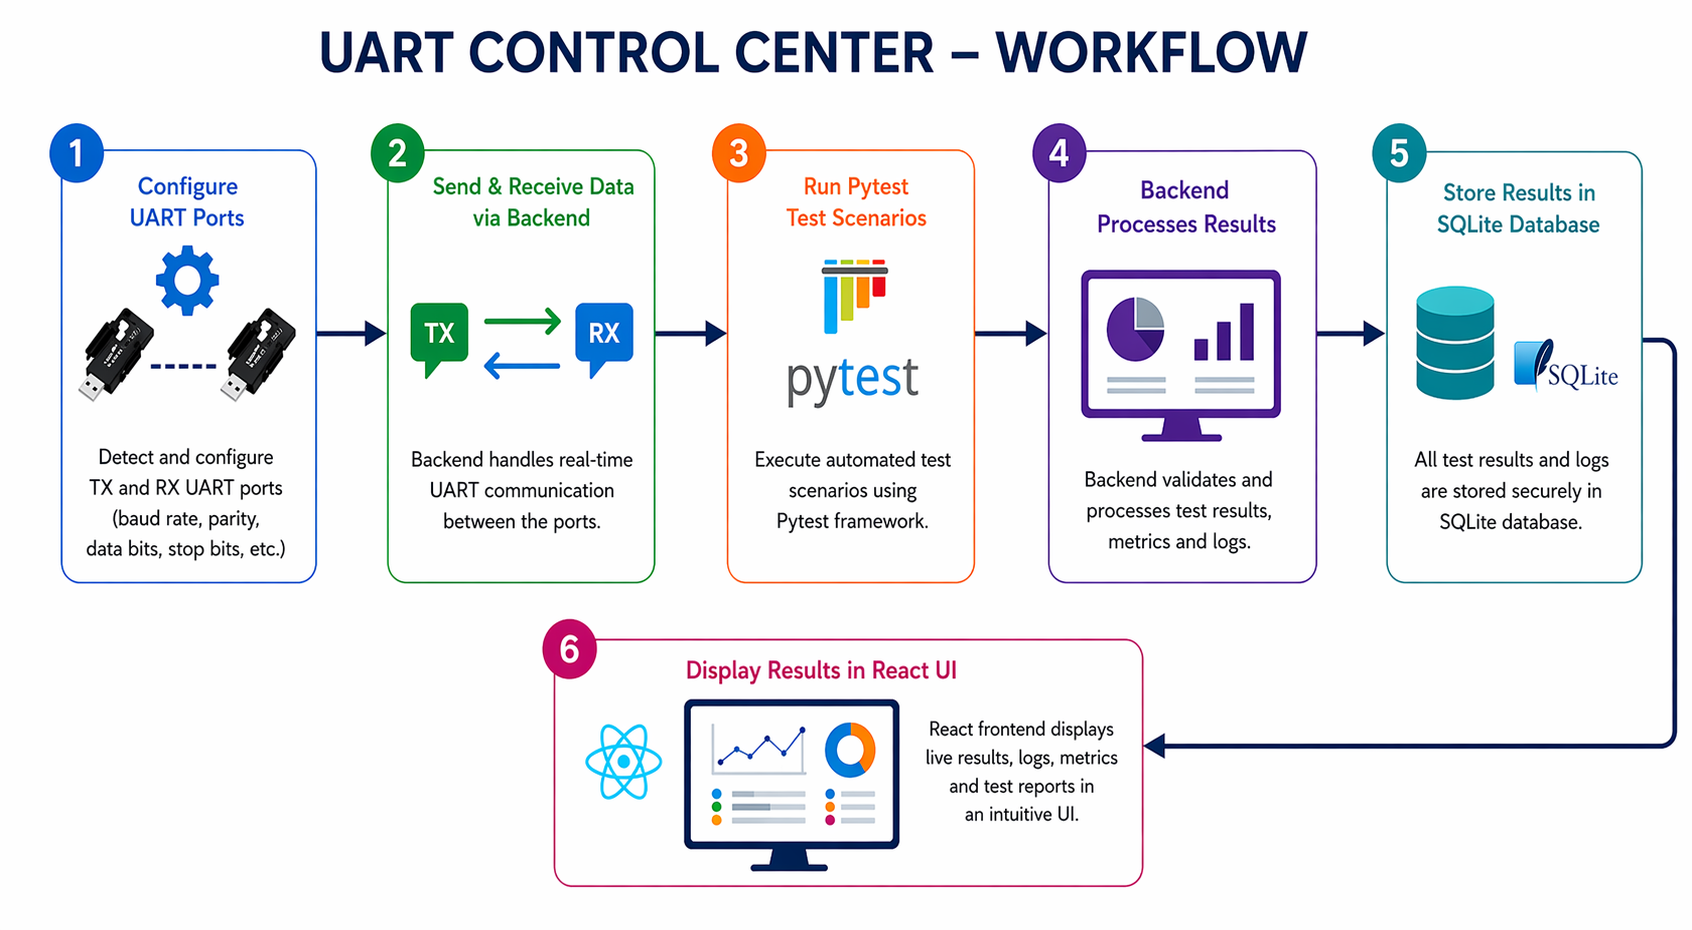 UART CONTROL CENTER – WORKFLOW
1
Configure
UART Ports
Detect and configure
TX and RX UART ports
(baud rate, parity,
data bits, stop bits, etc.)
2
Send & Receive Data
via Backend
TX
RX
Backend handles real-time
UART communication
between the ports.
3
Run Pytest
Test Scenarios
pytest
Execute automated test
scenarios using
Pytest framework.
4
Backend
Processes Results
Backend validates and
processes test results,
metrics and logs.
5
Store Results in
SQLite Database
SQLite
All test results and logs
are stored securely in
SQLite database.
6
Display Results in React UI
React frontend displays
live results, logs, metrics
and test reports in
an intuitive UI.